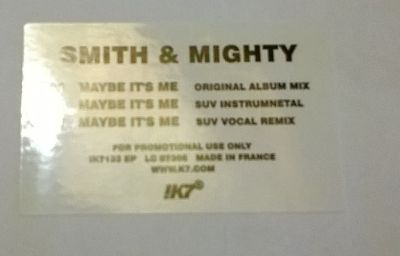 SMITH & MIGHTY
MAYBE IT'S ME ORIGINAL ALBUM MIX
MAYBE IT'S ME SUV INSTRUMNETAL
MAYBE IT'S ME SUV VOCAL REMIX
FOR PROMOTIONAL USE ONLY
!K7133 EP LC 07306 MADE IN FRANCE
WWW.K7.COM
!K7®